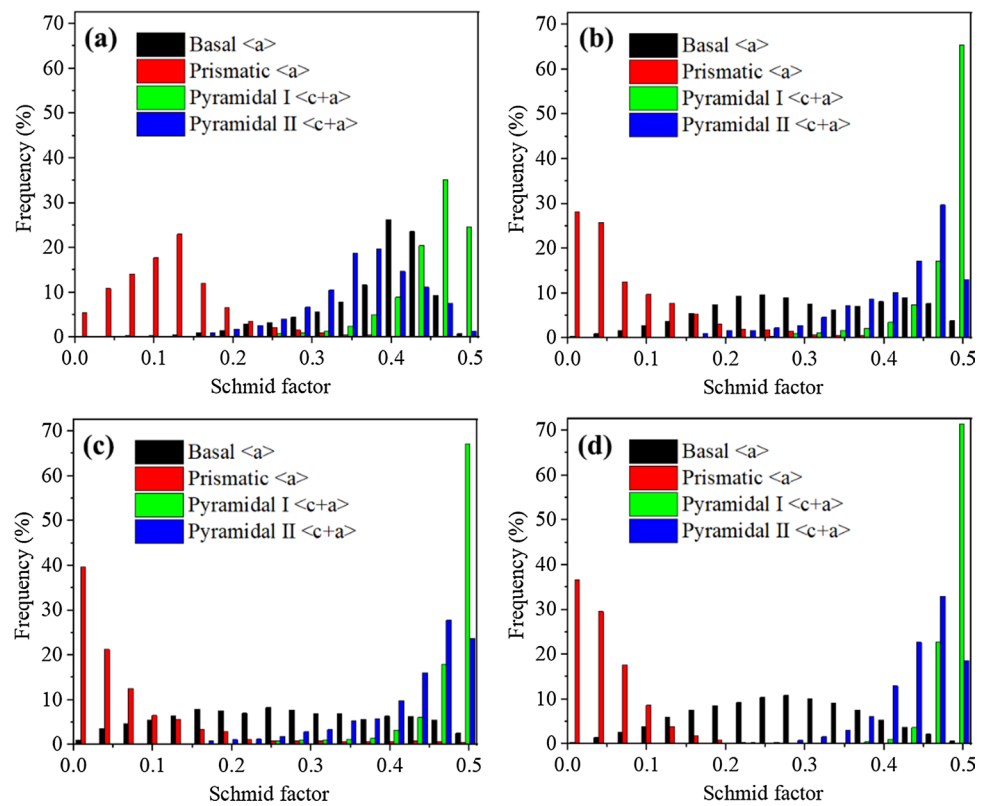 (a)
Basal <a>
Prismatic <a>
Pyramidal I <c+a>
Pyramidal II <c+a>
Frequency (%)
70
60
50
40
30
20
10
0
0.0 0.1 0.2 0.3 0.4 0.5
Schmid factor
(b)
Basal <a>
Prismatic <a>
Pyramidal I <c+a>
Pyramidal II <c+a>
Frequency (%)
70
60
50
40
30
20
10
0
0.0 0.1 0.2 0.3 0.4 0.5
Schmid factor
(c)
Basal <a>
Prismatic <a>
Pyramidal I <c+a>
Pyramidal II <c+a>
Frequency (%)
70
60
50
40
30
20
10
0
0.0 0.1 0.2 0.3 0.4 0.5
Schmid factor
(d)
Basal <a>
Prismatic <a>
Pyramidal I <c+a>
Pyramidal II <c+a>
Frequency (%)
70
60
50
40
30
20
10
0
0.0 0.1 0.2 0.3 0.4 0.5
Schmid factor